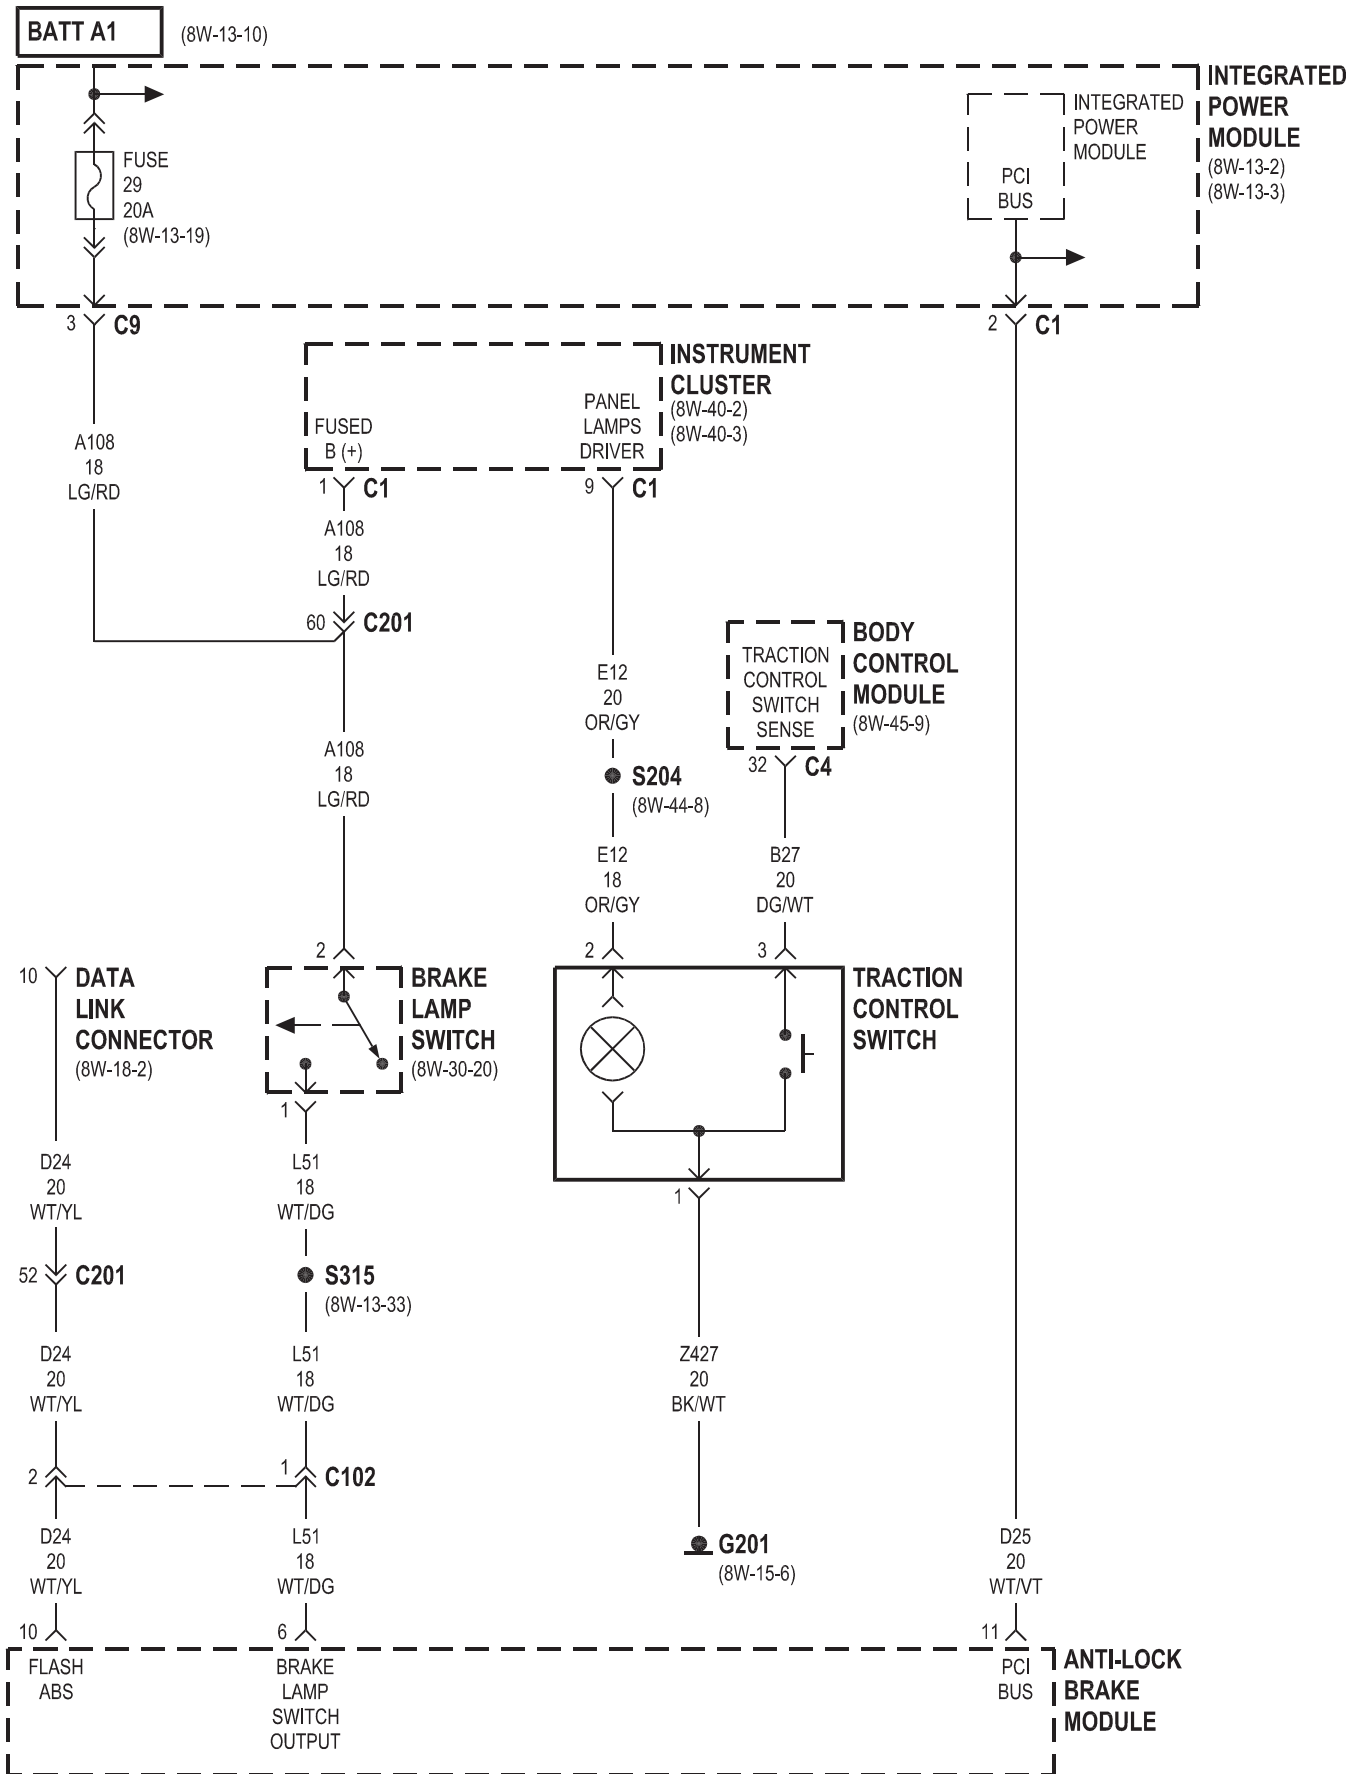 BATT A1
(8W-13-10)
INTEGRATED
POWER
MODULE
(8W-13-2)
(8W-13-3)
INTEGRATED
POWER
MODULE
PCI
BUS
FUSE
29
20A
(8W-13-19)
3
C9
2
C1
INSTRUMENT
CLUSTER
(8W-40-2)
(8W-40-3)
FUSED
B (+)
PANEL
LAMPS
DRIVER
1
C1
9
C1
A108
18
LG/RD
A108
18
LG/RD
60
C201
BODY
CONTROL
MODULE
(8W-45-9)
TRACTION
CONTROL
SWITCH
SENSE
32
C4
E12
20
OR/GY
A108
18
LG/RD
S204
(8W-44-8)
E12
18
OR/GY
B27
20
DG/WT
2
2
3
10
DATA
LINK
CONNECTOR
(8W-18-2)
BRAKE
LAMP
SWITCH
(8W-30-20)
TRACTION
CONTROL
SWITCH
1
1
D24
20
WT/YL
L51
18
WT/DG
52
C201
S315
(8W-13-33)
D24
20
WT/YL
L51
18
WT/DG
Z427
20
BK/WT
2
1
C102
G201
(8W-15-6)
D24
20
WT/YL
L51
18
WT/DG
D25
20
WT/VT
10
6
11
FLASH
ABS
BRAKE
LAMP
SWITCH
OUTPUT
PCI
BUS
ANTI-LOCK
BRAKE
MODULE